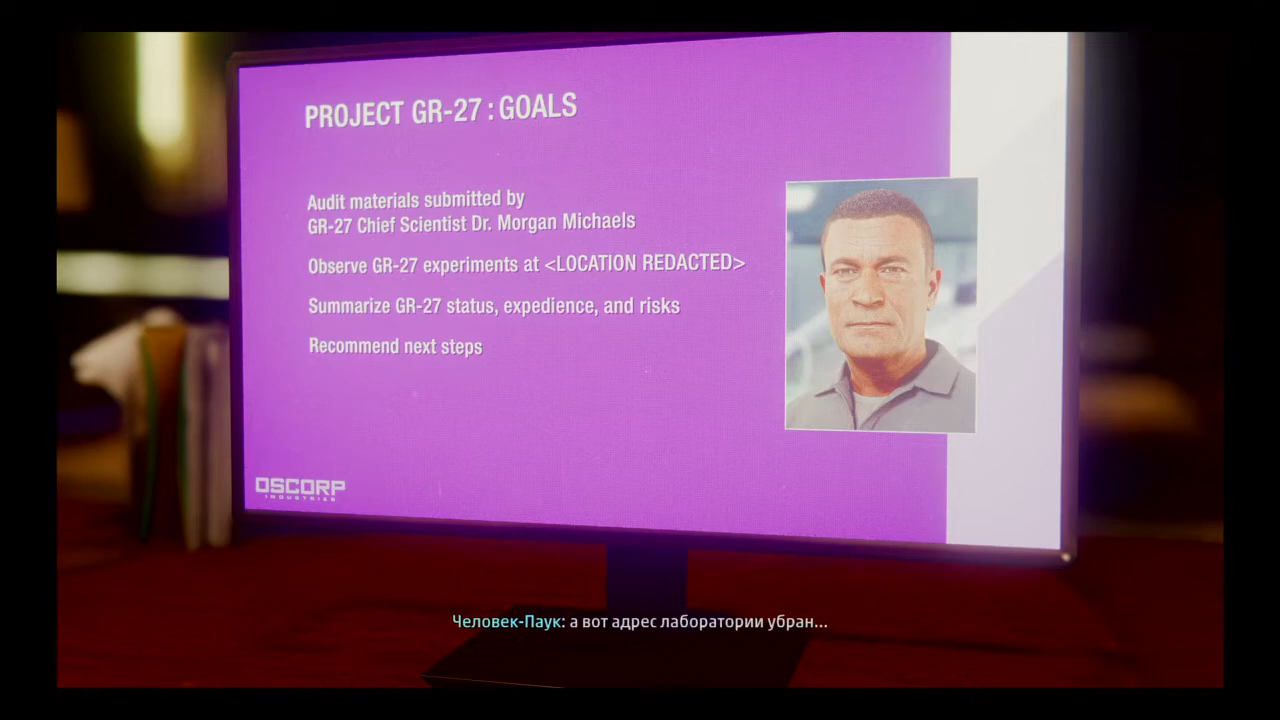 PROJECT GR-27 : GOALS
Audit materials submitted by
GR-27 Chief Scientist Dr. Morgan Michaels
Observe GR-27 experiments at <LOCATION REDACTED>
Summarize GR-27 status, expedience, and risks
Recommend next steps
OSCORP
INDUSTRIES
Человек-Паук: а вот адрес лаборатории убран...